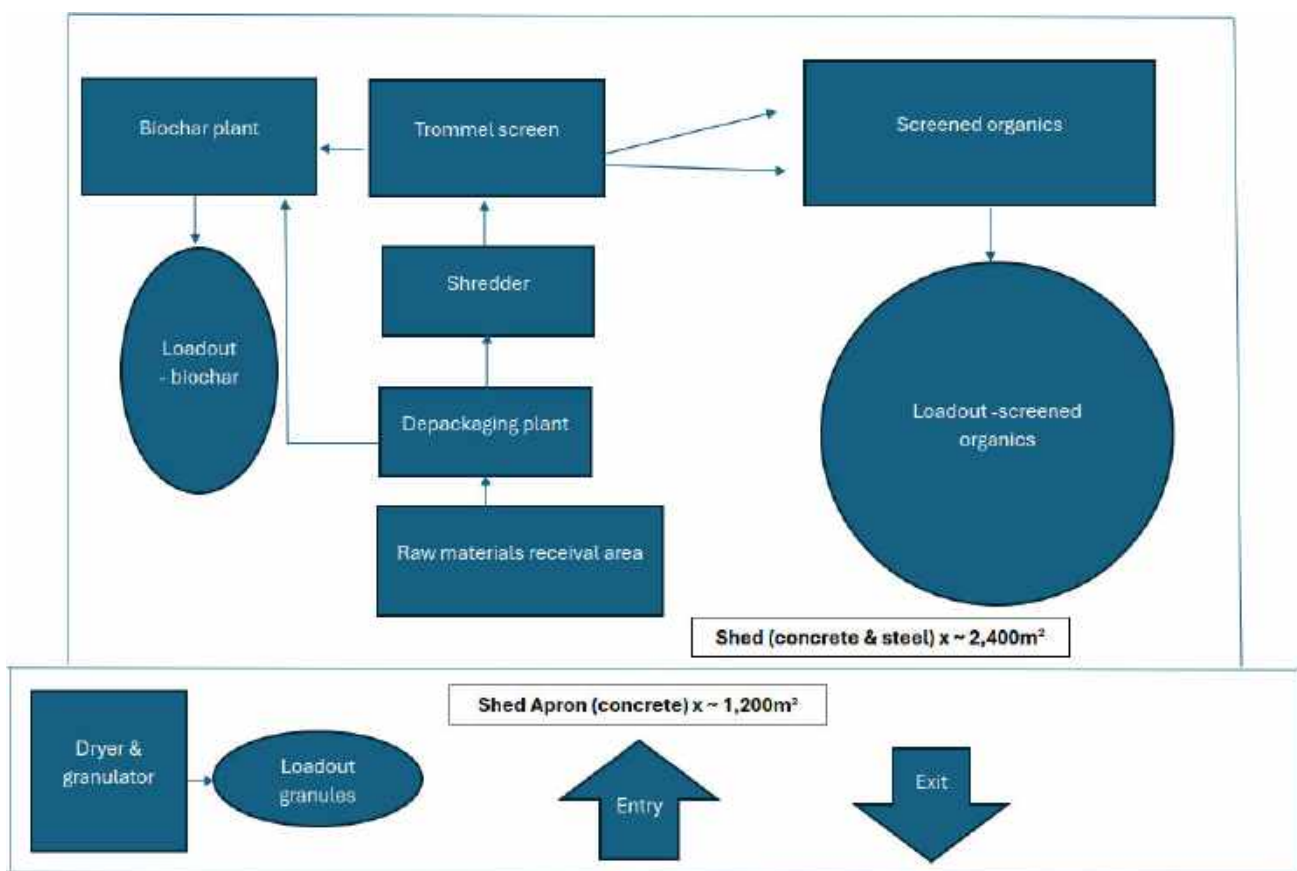 Biochar plant
Trommel screen
Screened organics
Shredder
Loadout
- biochar
Depackaging plant
Loadout -screened
organics
Raw materials receival area
Shed (concrete & steel) x ~ 2,400m²
Shed Apron (concrete) x ~ 1,200m²
Dryer &
granulator
Loadout
granules
Entry
Exit